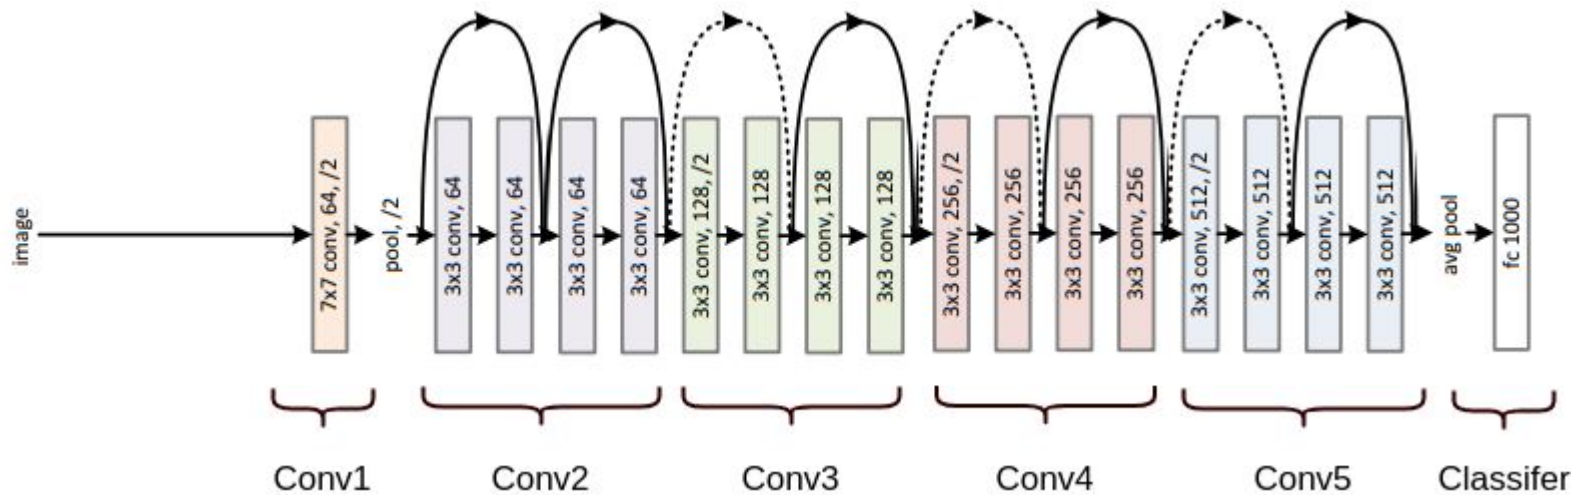 image
7x7 conv, 64, /2
pool, /2
3x3 conv, 64
3x3 conv, 64
3x3 conv, 64
3x3 conv, 64
3x3 conv, 128, /2
3x3 conv, 128
3x3 conv, 128
3x3 conv, 128
3x3 conv, 256, /2
3x3 conv, 256
3x3 conv, 256
3x3 conv, 256
3x3 conv, 512, /2
3x3 conv, 512
3x3 conv, 512
3x3 conv, 512
avg pool
fc 1000
Conv1
Conv2
Conv3
Conv4
Conv5
Classifer